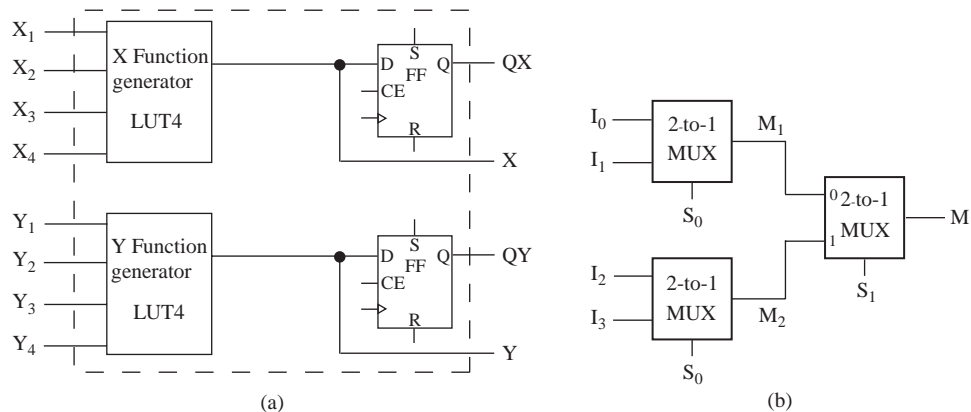 X1
X2
X3
X4
X Function
generator
LUT4
D
S
Q
FF
CE
R
QX
X
Y1
Y2
Y3
Y4
Y Function
generator
LUT4
D
S
Q
FF
CE
R
QY
Y
(a)
I0
I1
2-to-1
MUX
S0
M1
I2
I3
2-to-1
MUX
S0
M2
0
1
2-to-1
MUX
S1
M
(b)